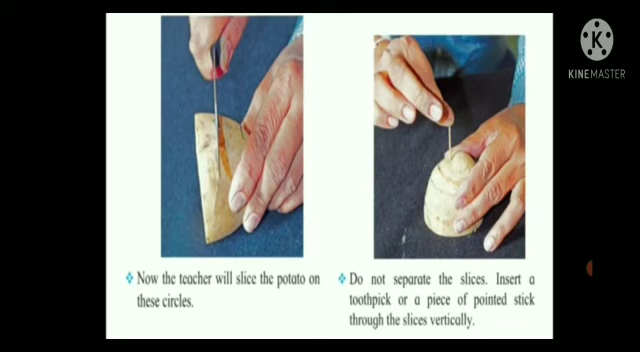 KINEMASTER
❖ Now the teacher will slice the potato on
these circles.
❖ Do not separate the slices. Insert a
toothpick or a piece of pointed stick
through the slices vertically.